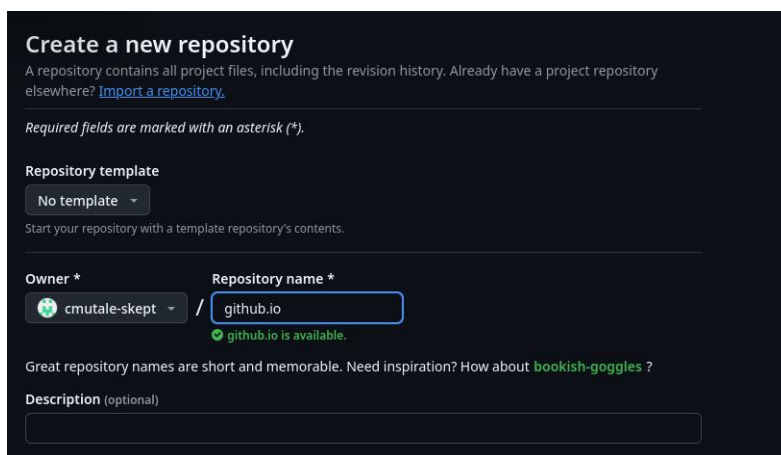 Create a new repository
A repository contains all project files, including the revision history. Already have a project repository
elsewhere? Import a repository.
Required fields are marked with an asterisk (*).
Repository template
No template
Start your repository with a template repository's contents.
Owner *
Repository name *
cmutale-skept / github.io
github.io is available.
Great repository names are short and memorable. Need inspiration? How about bookish-goggles ?
Description (optional)